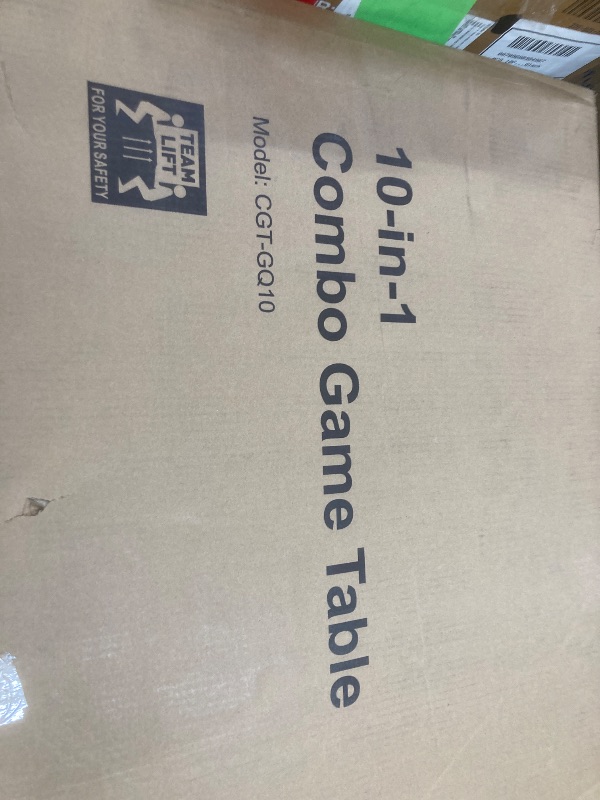 10-in-1
Combo Game Table
Model: CGT-GQ10
TEAM
LIFT
FOR YOUR SAFETY